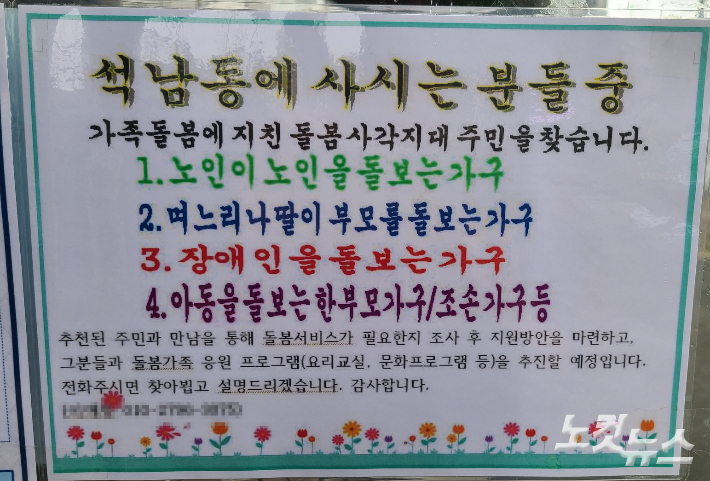 석남동에 사시는 분들 중
가족돌봄에 지친 돌봄사각지대 주민을 찾습니다.
1. 노인이 노인을 돌보는 가구
2. 며느리나 딸이 부모를 돌보는 가구
3. 장애인을 돌보는 가구
4. 아동을 돌보는 한부모가구/조손가구 등
추천된 주민과 만남을 통해 돌봄서비스가 필요한지 조사 후 지원방안을 마련하고,
그분들과 돌봄가족 응원 프로그램(요리교실, 문화프로그램 등)을 추진할 예정입니다.
전화주시면 찾아뵙고 설명드리겠습니다. 감사합니다.
노컷뉴스